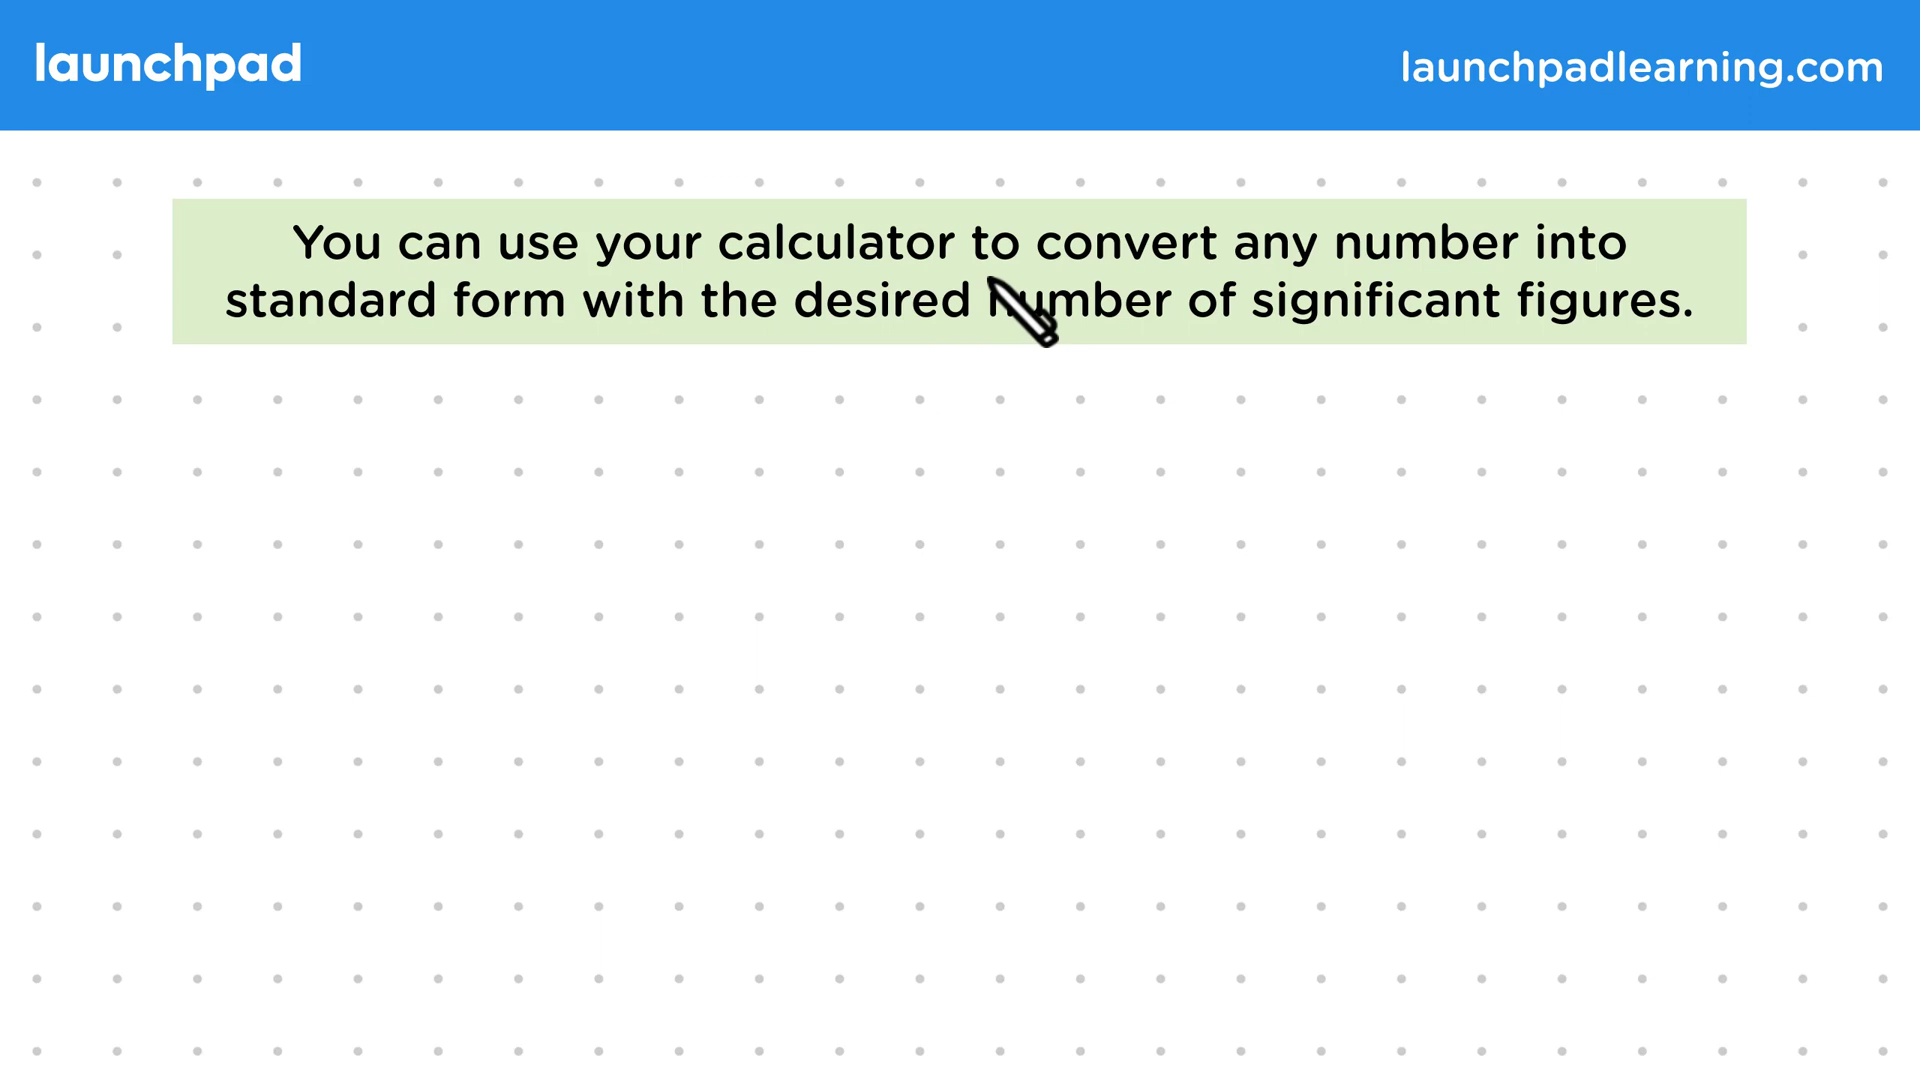 launchpad
launchpadlearning.com
You can use your calculator to convert any number into
standard form with the desired number of significant figures.